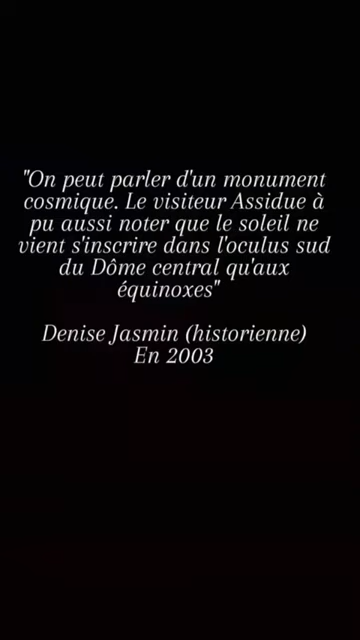 "On peut parler d'un monument
cosmique. Le visiteur Assidue à
pu aussi noter que le soleil ne
vient s'inscrire dans l'oculus sud
du Dôme central qu'aux
équinoxes"
Denise Jasmin (historienne)
En 2003